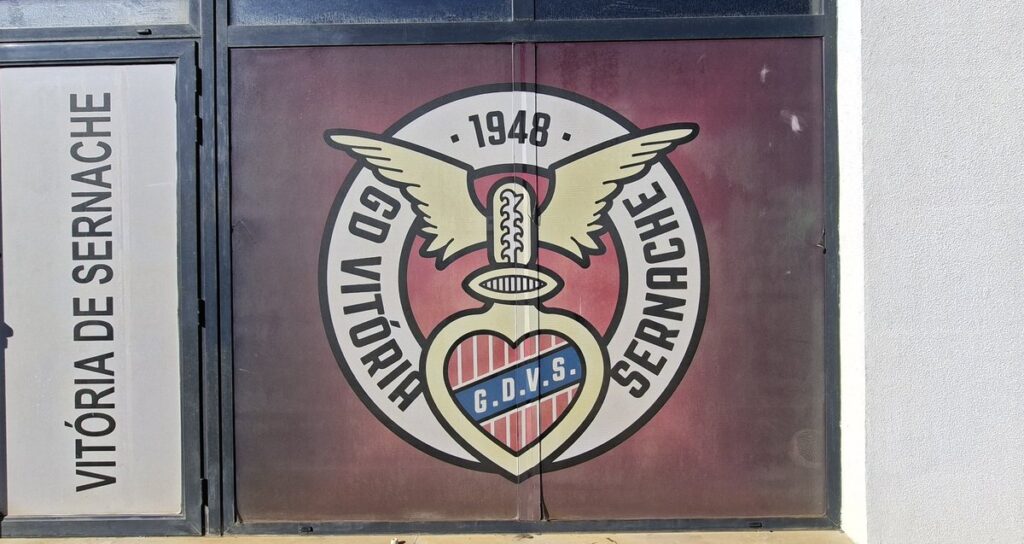 VITÓRIA DE SERNACHE
· 1948 ·
GD VITÓRIA
SERNACHE
G.D.V.S.